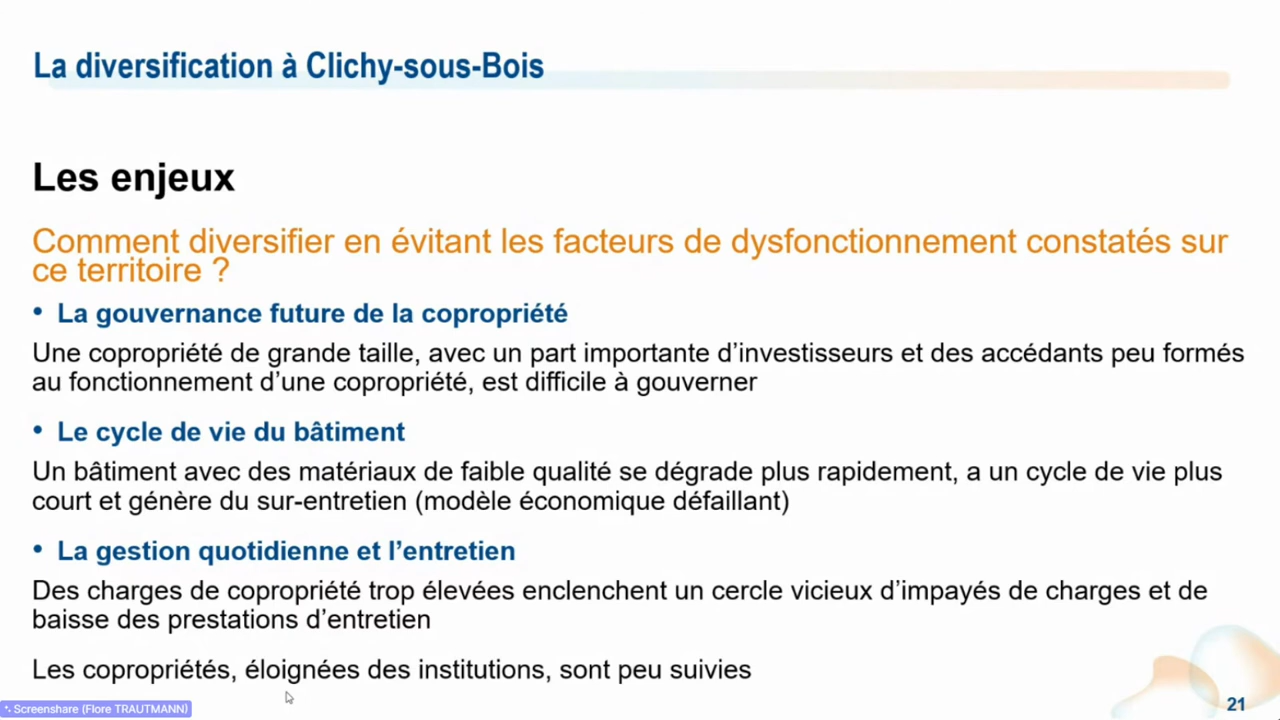 La diversification à Clichy-sous-Bois
Les enjeux
Comment diversifier en évitant les facteurs de dysfonctionnement constatés sur
ce territoire ?
• La gouvernance future de la copropriété
Une copropriété de grande taille, avec un part importante d’investisseurs et des accédants peu formés
au fonctionnement d’une copropriété, est difficile à gouverner
• Le cycle de vie du bâtiment
Un bâtiment avec des matériaux de faible qualité se dégrade plus rapidement, a un cycle de vie plus
court et génère du sur-entretien (modèle économique défaillant)
• La gestion quotidienne et l’entretien
Des charges de copropriété trop élevées enclenchent un cercle vicieux d’impayés de charges et de
baisse des prestations d’entretien
Les copropriétés, éloignées des institutions, sont peu suivies
Screenshare (Flore TRAUTMANN)
21